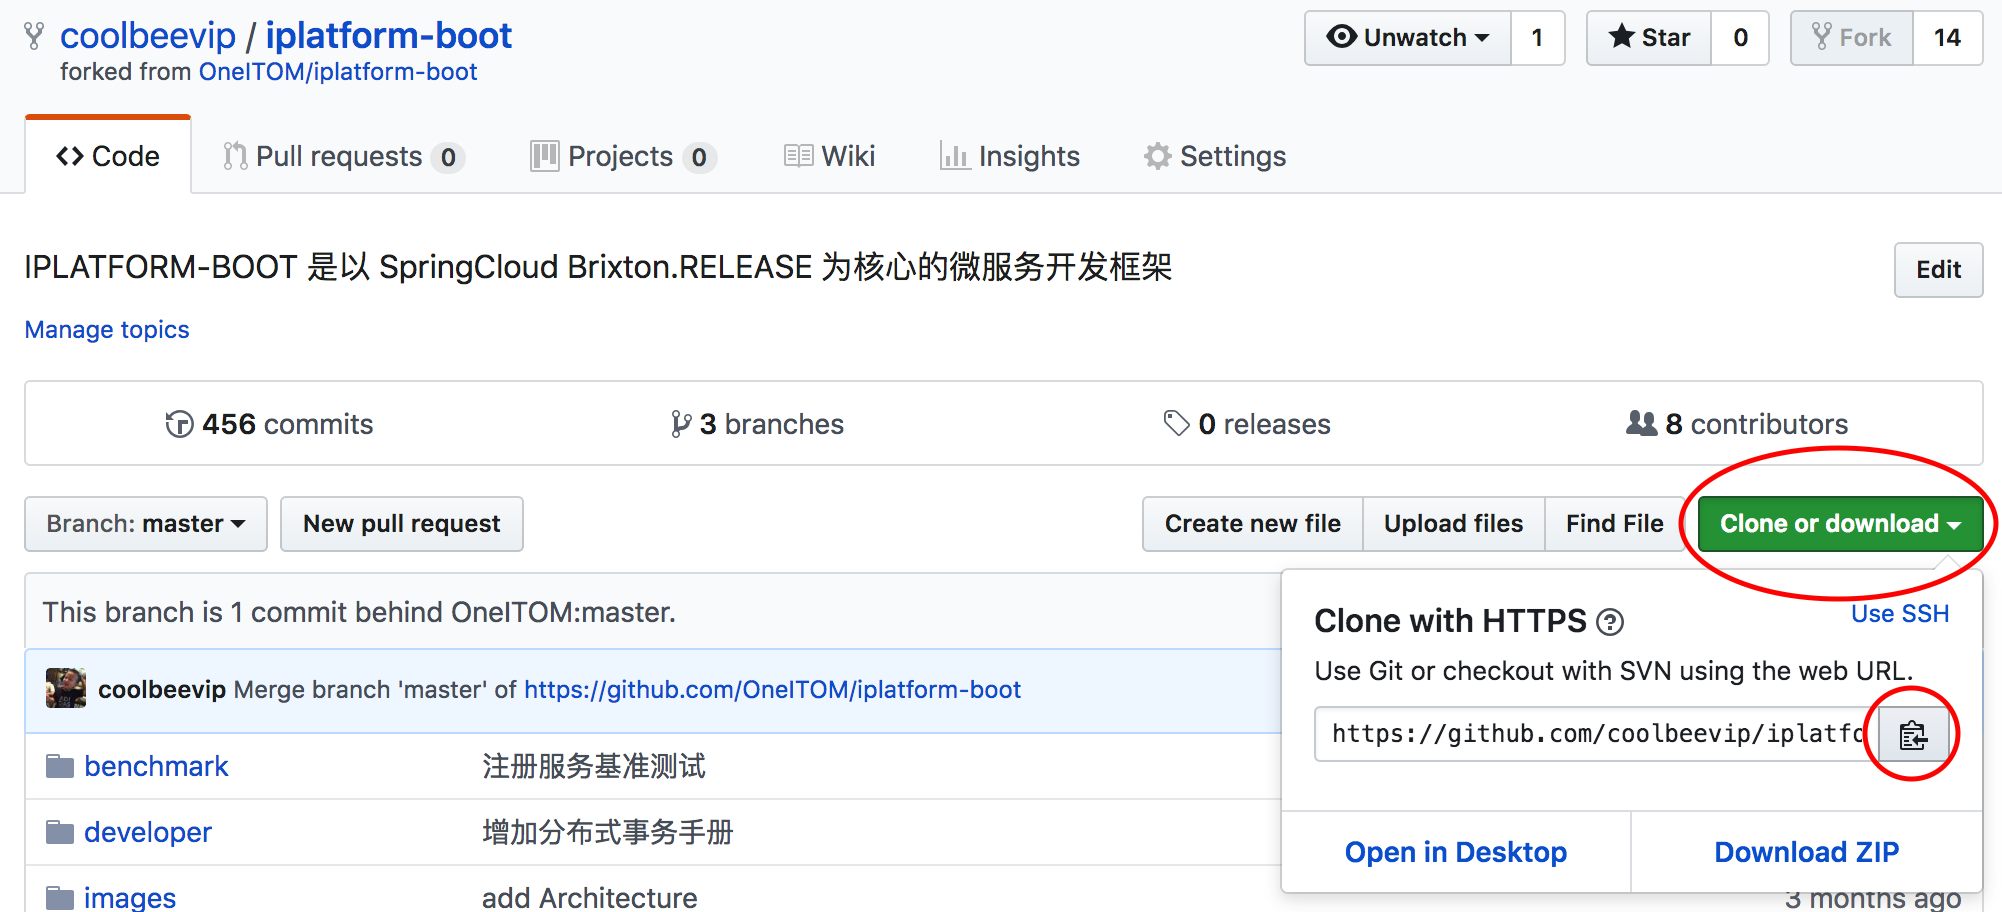 coolbeevip / iplatform-boot
forked from OneITOM/iplatform-boot
Unwatch 1 Star 0 Fork 14
Code Pull requests 0 Projects 0 Wiki Insights Settings
IPLATFORM-BOOT 是以 SpringCloud Brixton.RELEASE 为核心的微服务开发框架
Edit
Manage topics
456 commits 3 branches 0 releases 8 contributors
Branch: master New pull request Create new file Upload files Find File Clone or download
This branch is 1 commit behind OneITOM:master.
coolbeevip Merge branch 'master' of https://github.com/OneITOM/iplatform-boot
benchmark 注册服务基准测试
developer 增加分布式事务手册
images add Architecture
Clone with HTTPS ? Use SSH
Use Git or checkout with SVN using the web URL.
https://github.com/coolbeevip/iplatfo
Open in Desktop Download ZIP
3 months ago